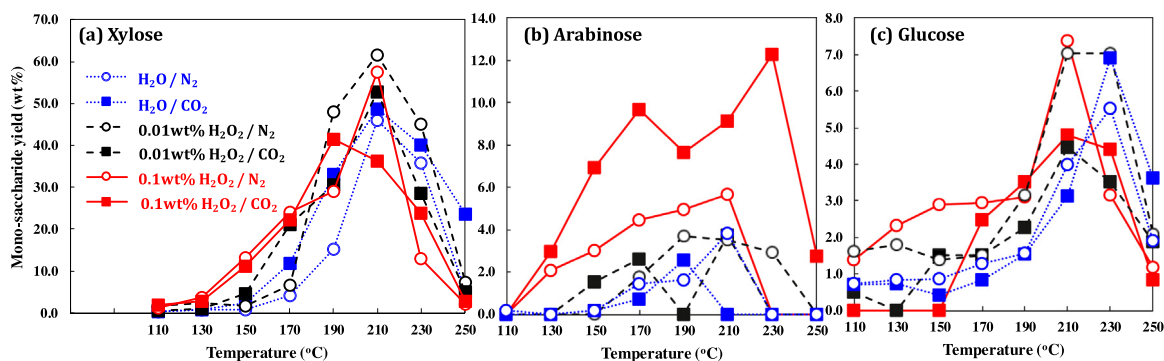 (a) Xylose
(b) Arabinose
(c) Glucose
Mono-saccharide yield (wt%)
70.0
60.0
50.0
40.0
30.0
20.0
10.0
0.0
H₂O / N₂
H₂O / CO₂
0.01wt% H₂O₂ / N₂
0.01wt% H₂O₂ / CO₂
0.1wt% H₂O₂ / N₂
0.1wt% H₂O₂ / CO₂
110 130 150 170 190 210 230 250
Temperature (°C)
14.0
12.0
10.0
8.0
6.0
4.0
2.0
0.0
110 130 150 170 190 210 230 250
Temperature (°C)
8.0
7.0
6.0
5.0
4.0
3.0
2.0
1.0
0.0
110 130 150 170 190 210 230 250
Temperature (°C)